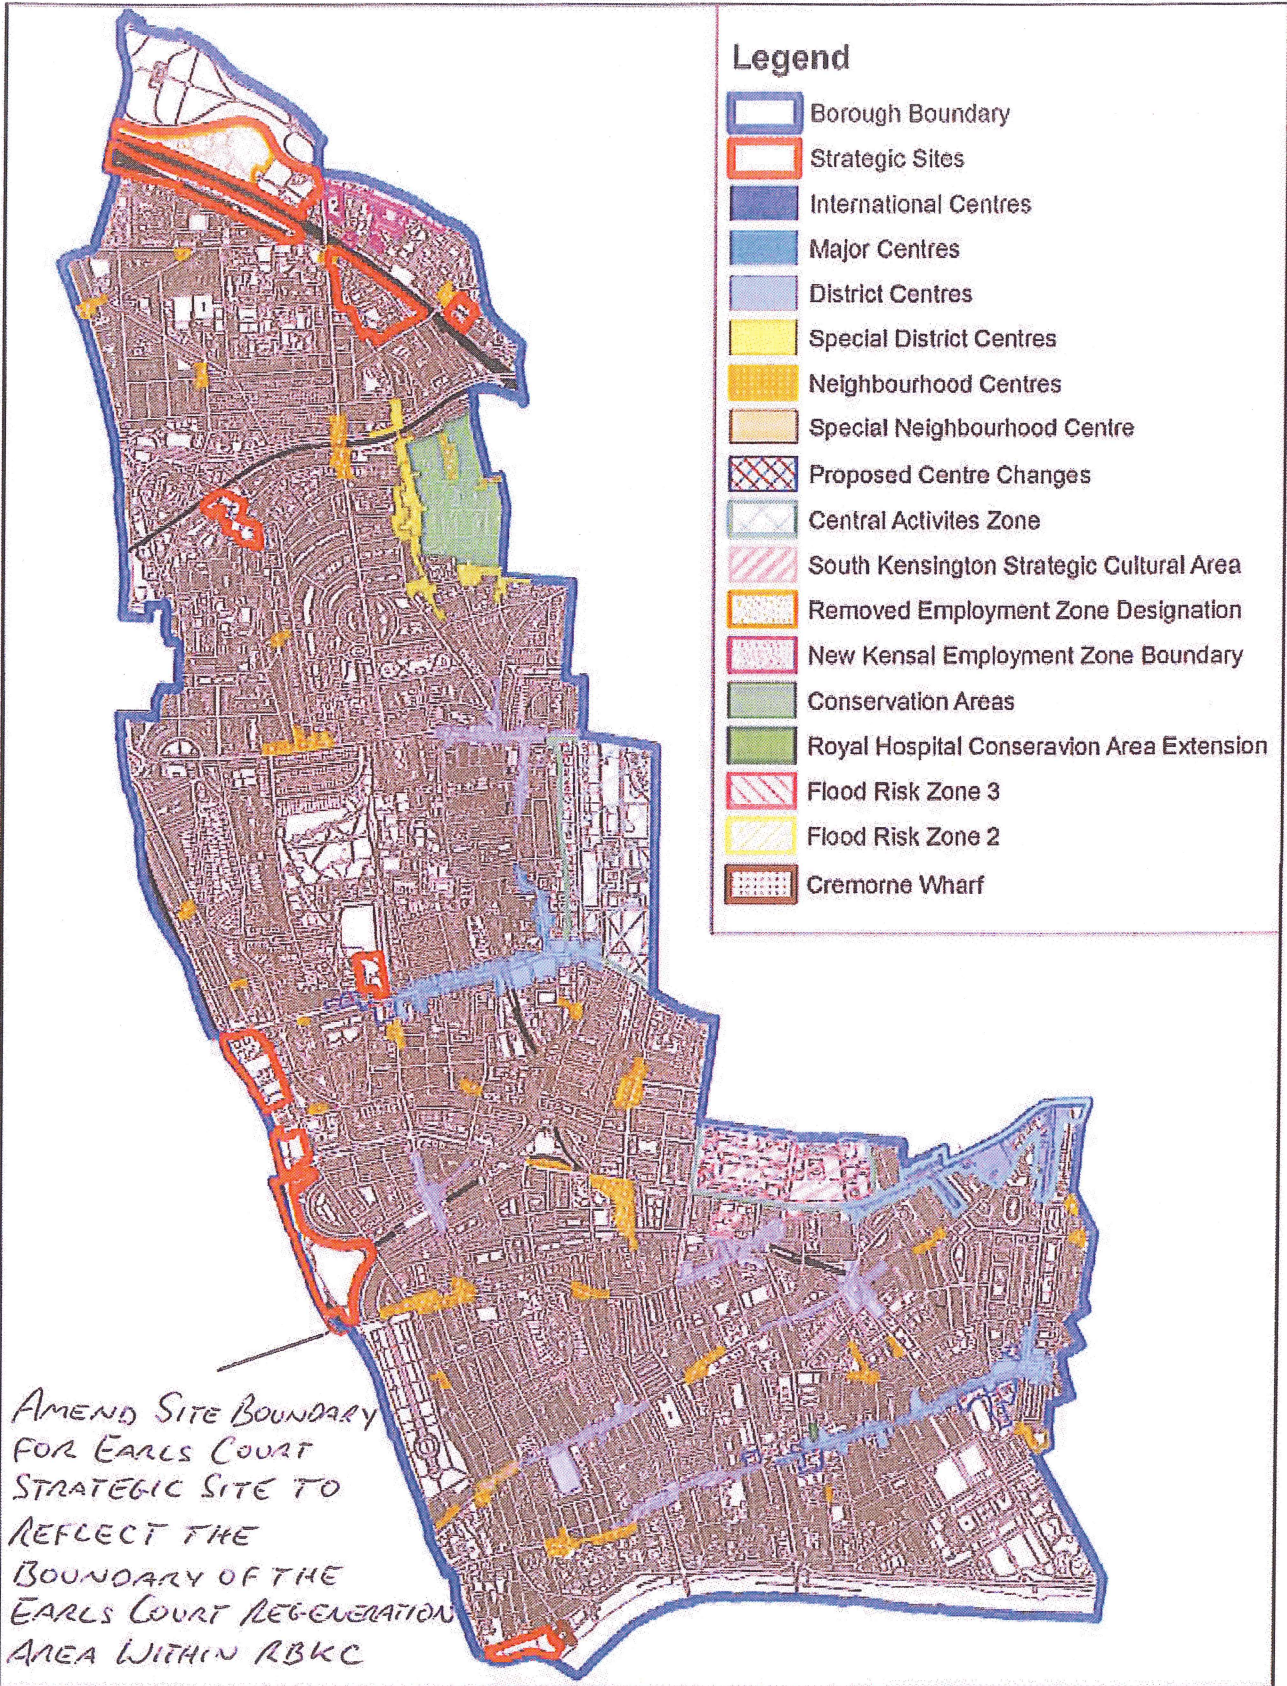 Legend
Borough Boundary
Strategic Sites
International Centres
Major Centres
District Centres
Special District Centres
Neighbourhood Centres
Special Neighbourhood Centre
Proposed Centre Changes
Central Activites Zone
South Kensington Strategic Cultural Area
Removed Employment Zone Designation
New Kensal Employment Zone Boundary
Conservation Areas
Royal Hospital Conseravion Area Extension
Flood Risk Zone 3
Flood Risk Zone 2
Cremorne Wharf
AMEND SITE BOUNDARY
FOR EARLS COURT
STRATEGIC SITE TO
REFLECT THE
BOUNDARY OF THE
EARLS COURT REGENERATION
AREA WITHIN RBKC